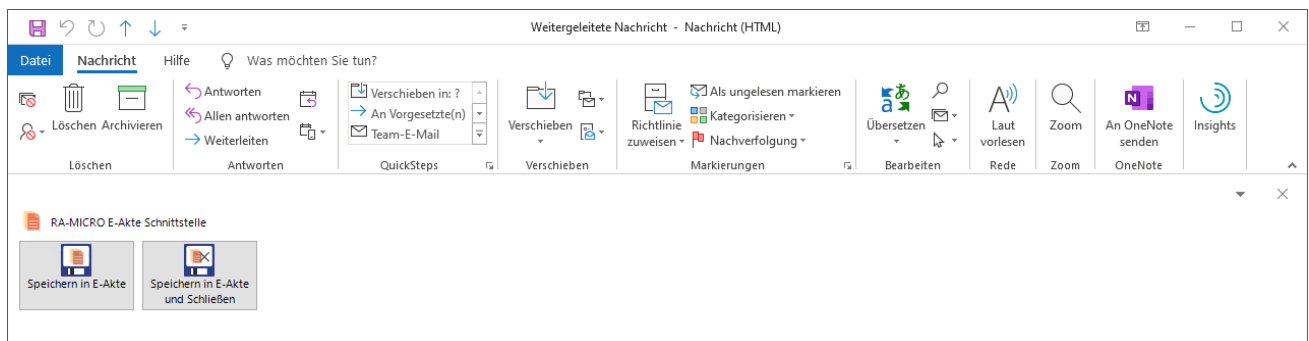 Weitergeleitete Nachricht - Nachricht (HTML)
Datei Nachricht Hilfe Was möchten Sie tun?
Löschen Archivieren
Löschen
Antworten
Allen antworten
Weiterleiten
Antworten
Verschieben in: ?
An Vorgesetzte(n)
Team-E-Mail
QuickSteps
Verschieben
Verschieben
Richtlinie
zuweisen
Als ungelesen markieren
Kategorisieren
Nachverfolgung
Markierungen
Übersetzen
Bearbeiten
Laut
vorlesen
Rede
Zoom
Zoom
An OneNote
senden
OneNote
Insights
RA-MICRO E-Akte Schnittstelle
Speichern in E-Akte
Speichern in E-Akte
und Schließen